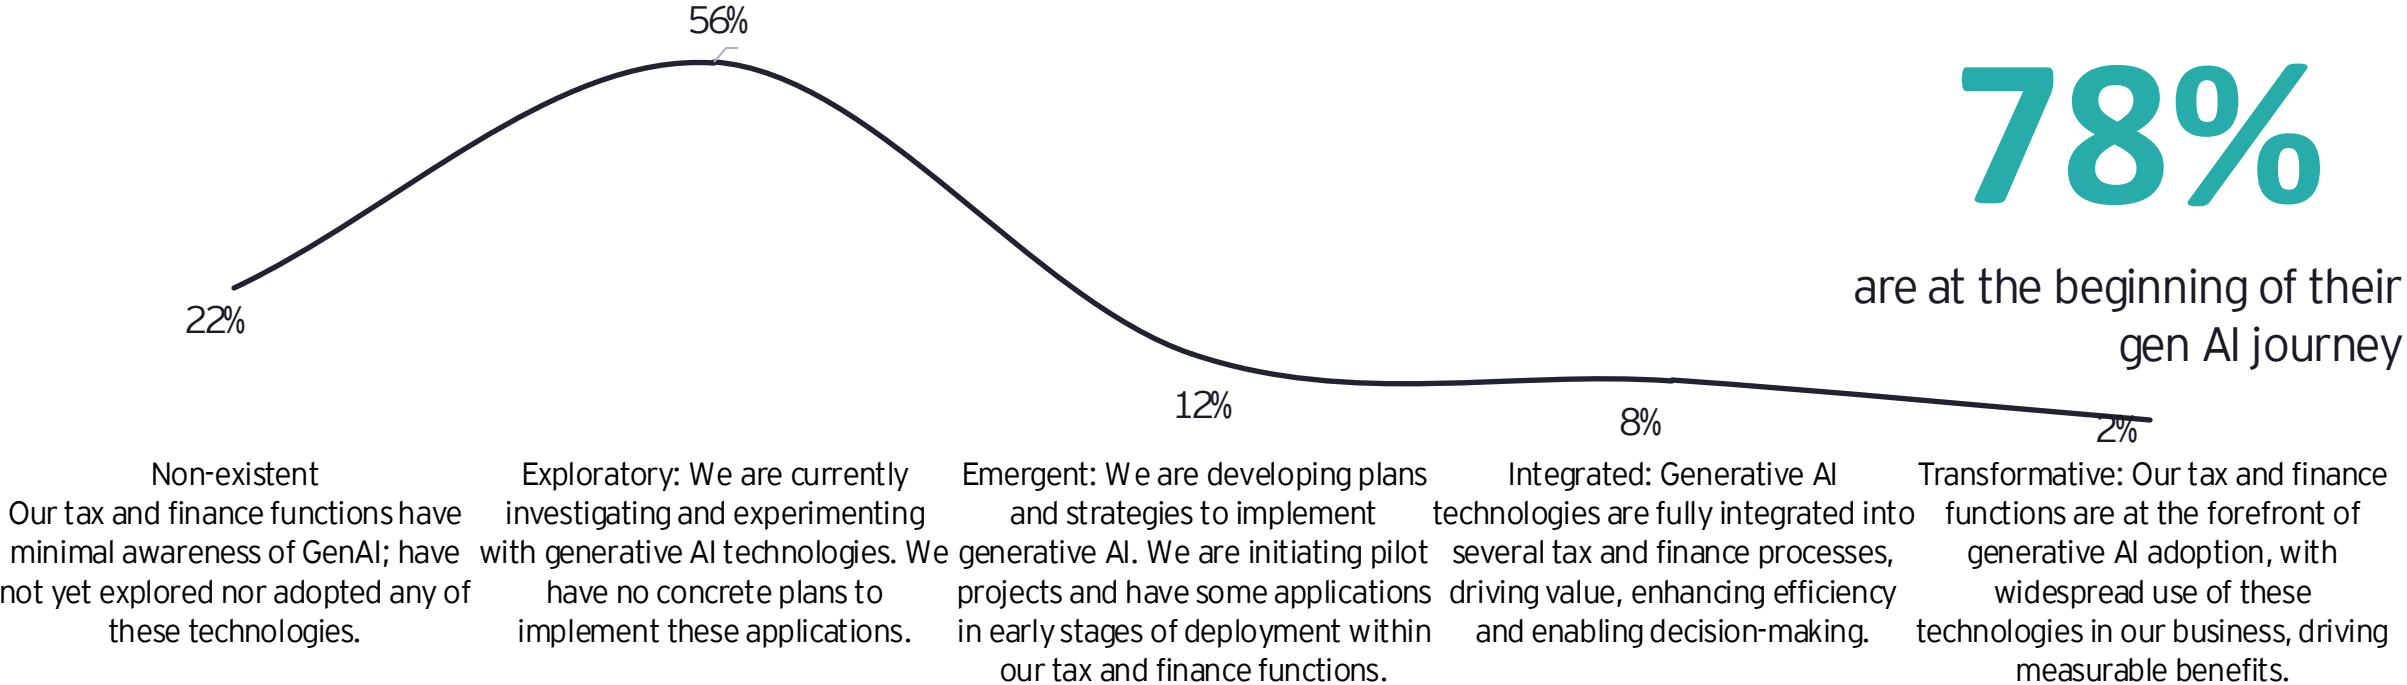 56%
78%
are at the beginning of their
gen AI journey
22%
12%
8%
2%
Non-existent
Our tax and finance functions have
minimal awareness of GenAI; have
not yet explored nor adopted any of
these technologies.
Exploratory: We are currently
investigating and experimenting
with generative AI technologies. We
have no concrete plans to
implement these applications.
Emergent: We are developing plans
and strategies to implement
generative AI. We are initiating pilot
projects and have some applications
in early stages of deployment within
our tax and finance functions.
Integrated: Generative AI
technologies are fully integrated into
several tax and finance processes,
driving value, enhancing efficiency
and enabling decision-making.
Transformative: Our tax and finance
functions are at the forefront of
generative AI adoption, with
widespread use of these
technologies in our business, driving
measurable benefits.